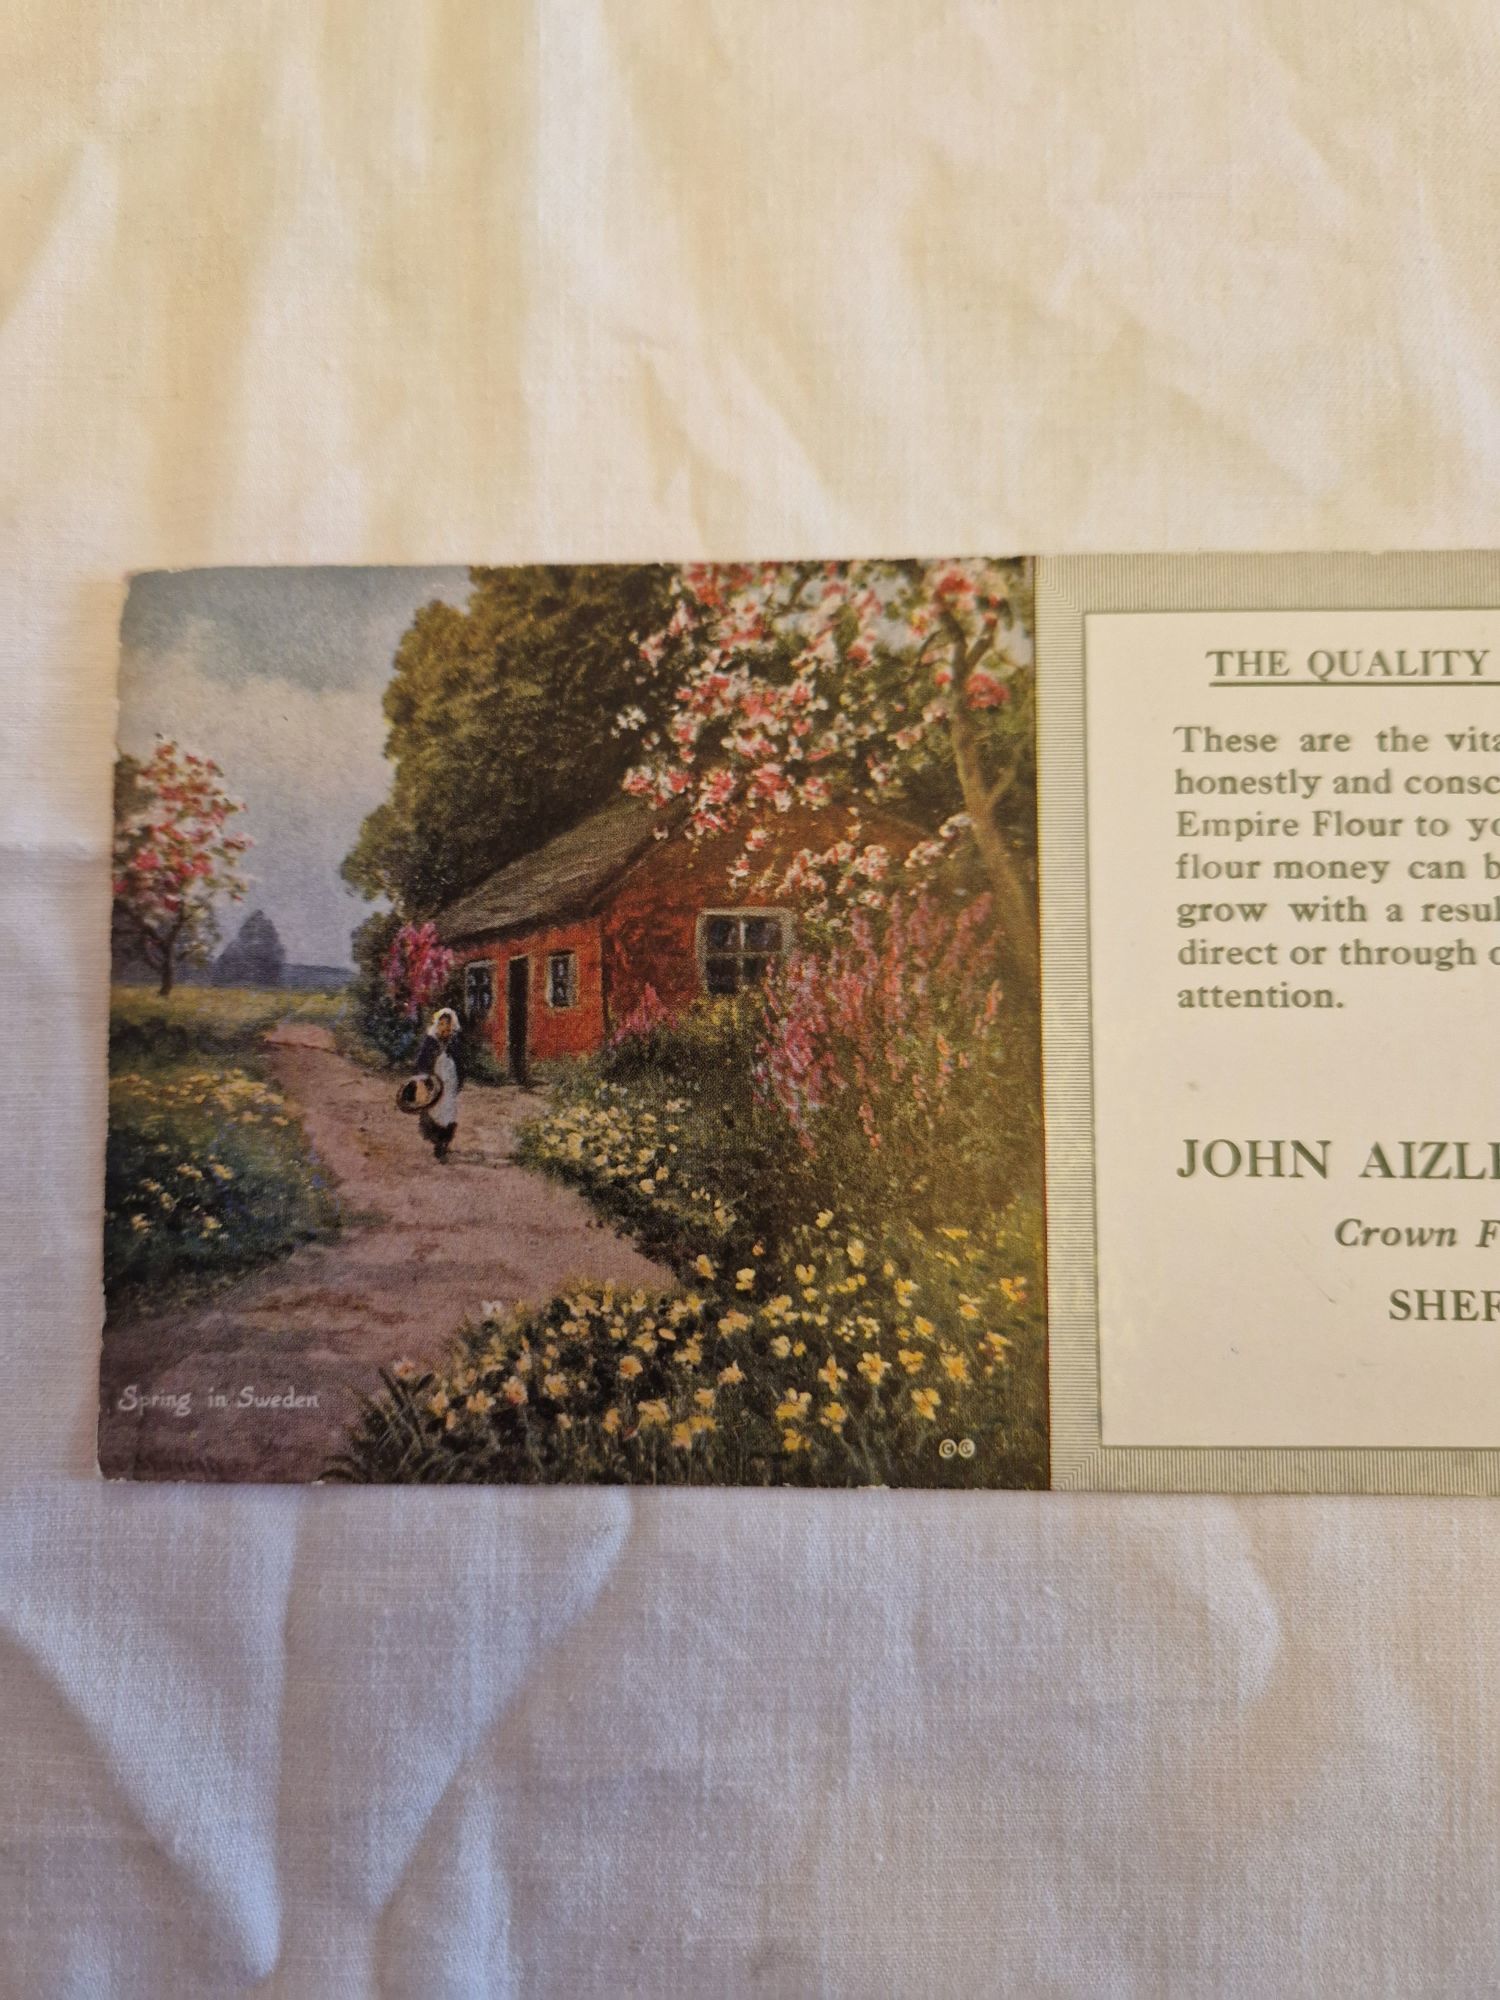 THE QUALITY
These are the vita
honestly and consc
Empire Flour to yo
flour money can b
grow with a resul
direct or through o
attention.
JOHN AIZL
Crown F
SHEF
Spring in Sweden
©©